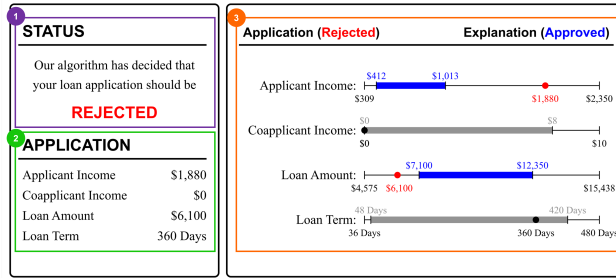 1
STATUS
Our algorithm has decided that
your loan application should be
REJECTED
2
APPLICATION
Applicant Income $1,880
Coapplicant Income $0
Loan Amount $6,100
Loan Term 360 Days
3
Application (Rejected) Explanation (Approved)
$412 $1,013
Applicant Income:
$309 $1,880 $2,350
$0 $8
Coapplicant Income:
$0 $10
$7,100 $12,350
Loan Amount:
$4,575 $6,100 $15,438
48 Days 420 Days
Loan Term:
36 Days 360 Days 480 Days